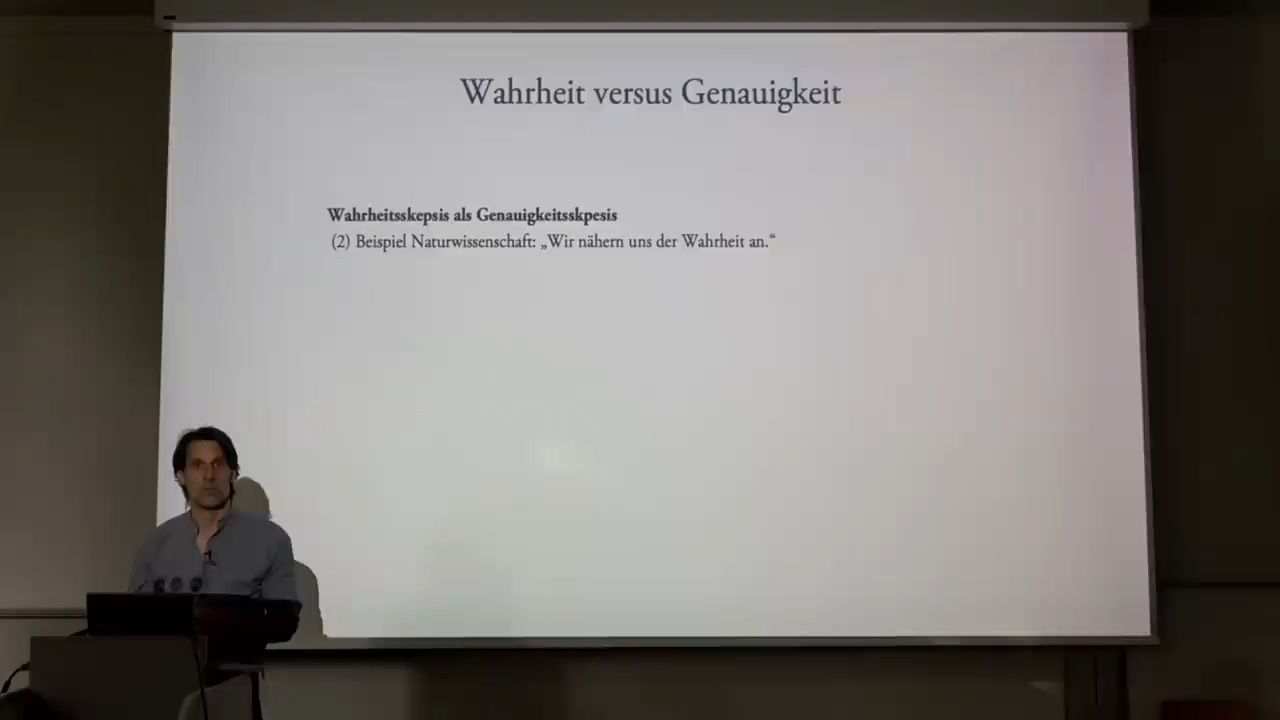 Wahrheit versus Genauigkeit
Wahrheitsskepsis als Genauigkeitsskpesis
(2) Beispiel Naturwissenschaft: „Wir nähern uns der Wahrheit an.“